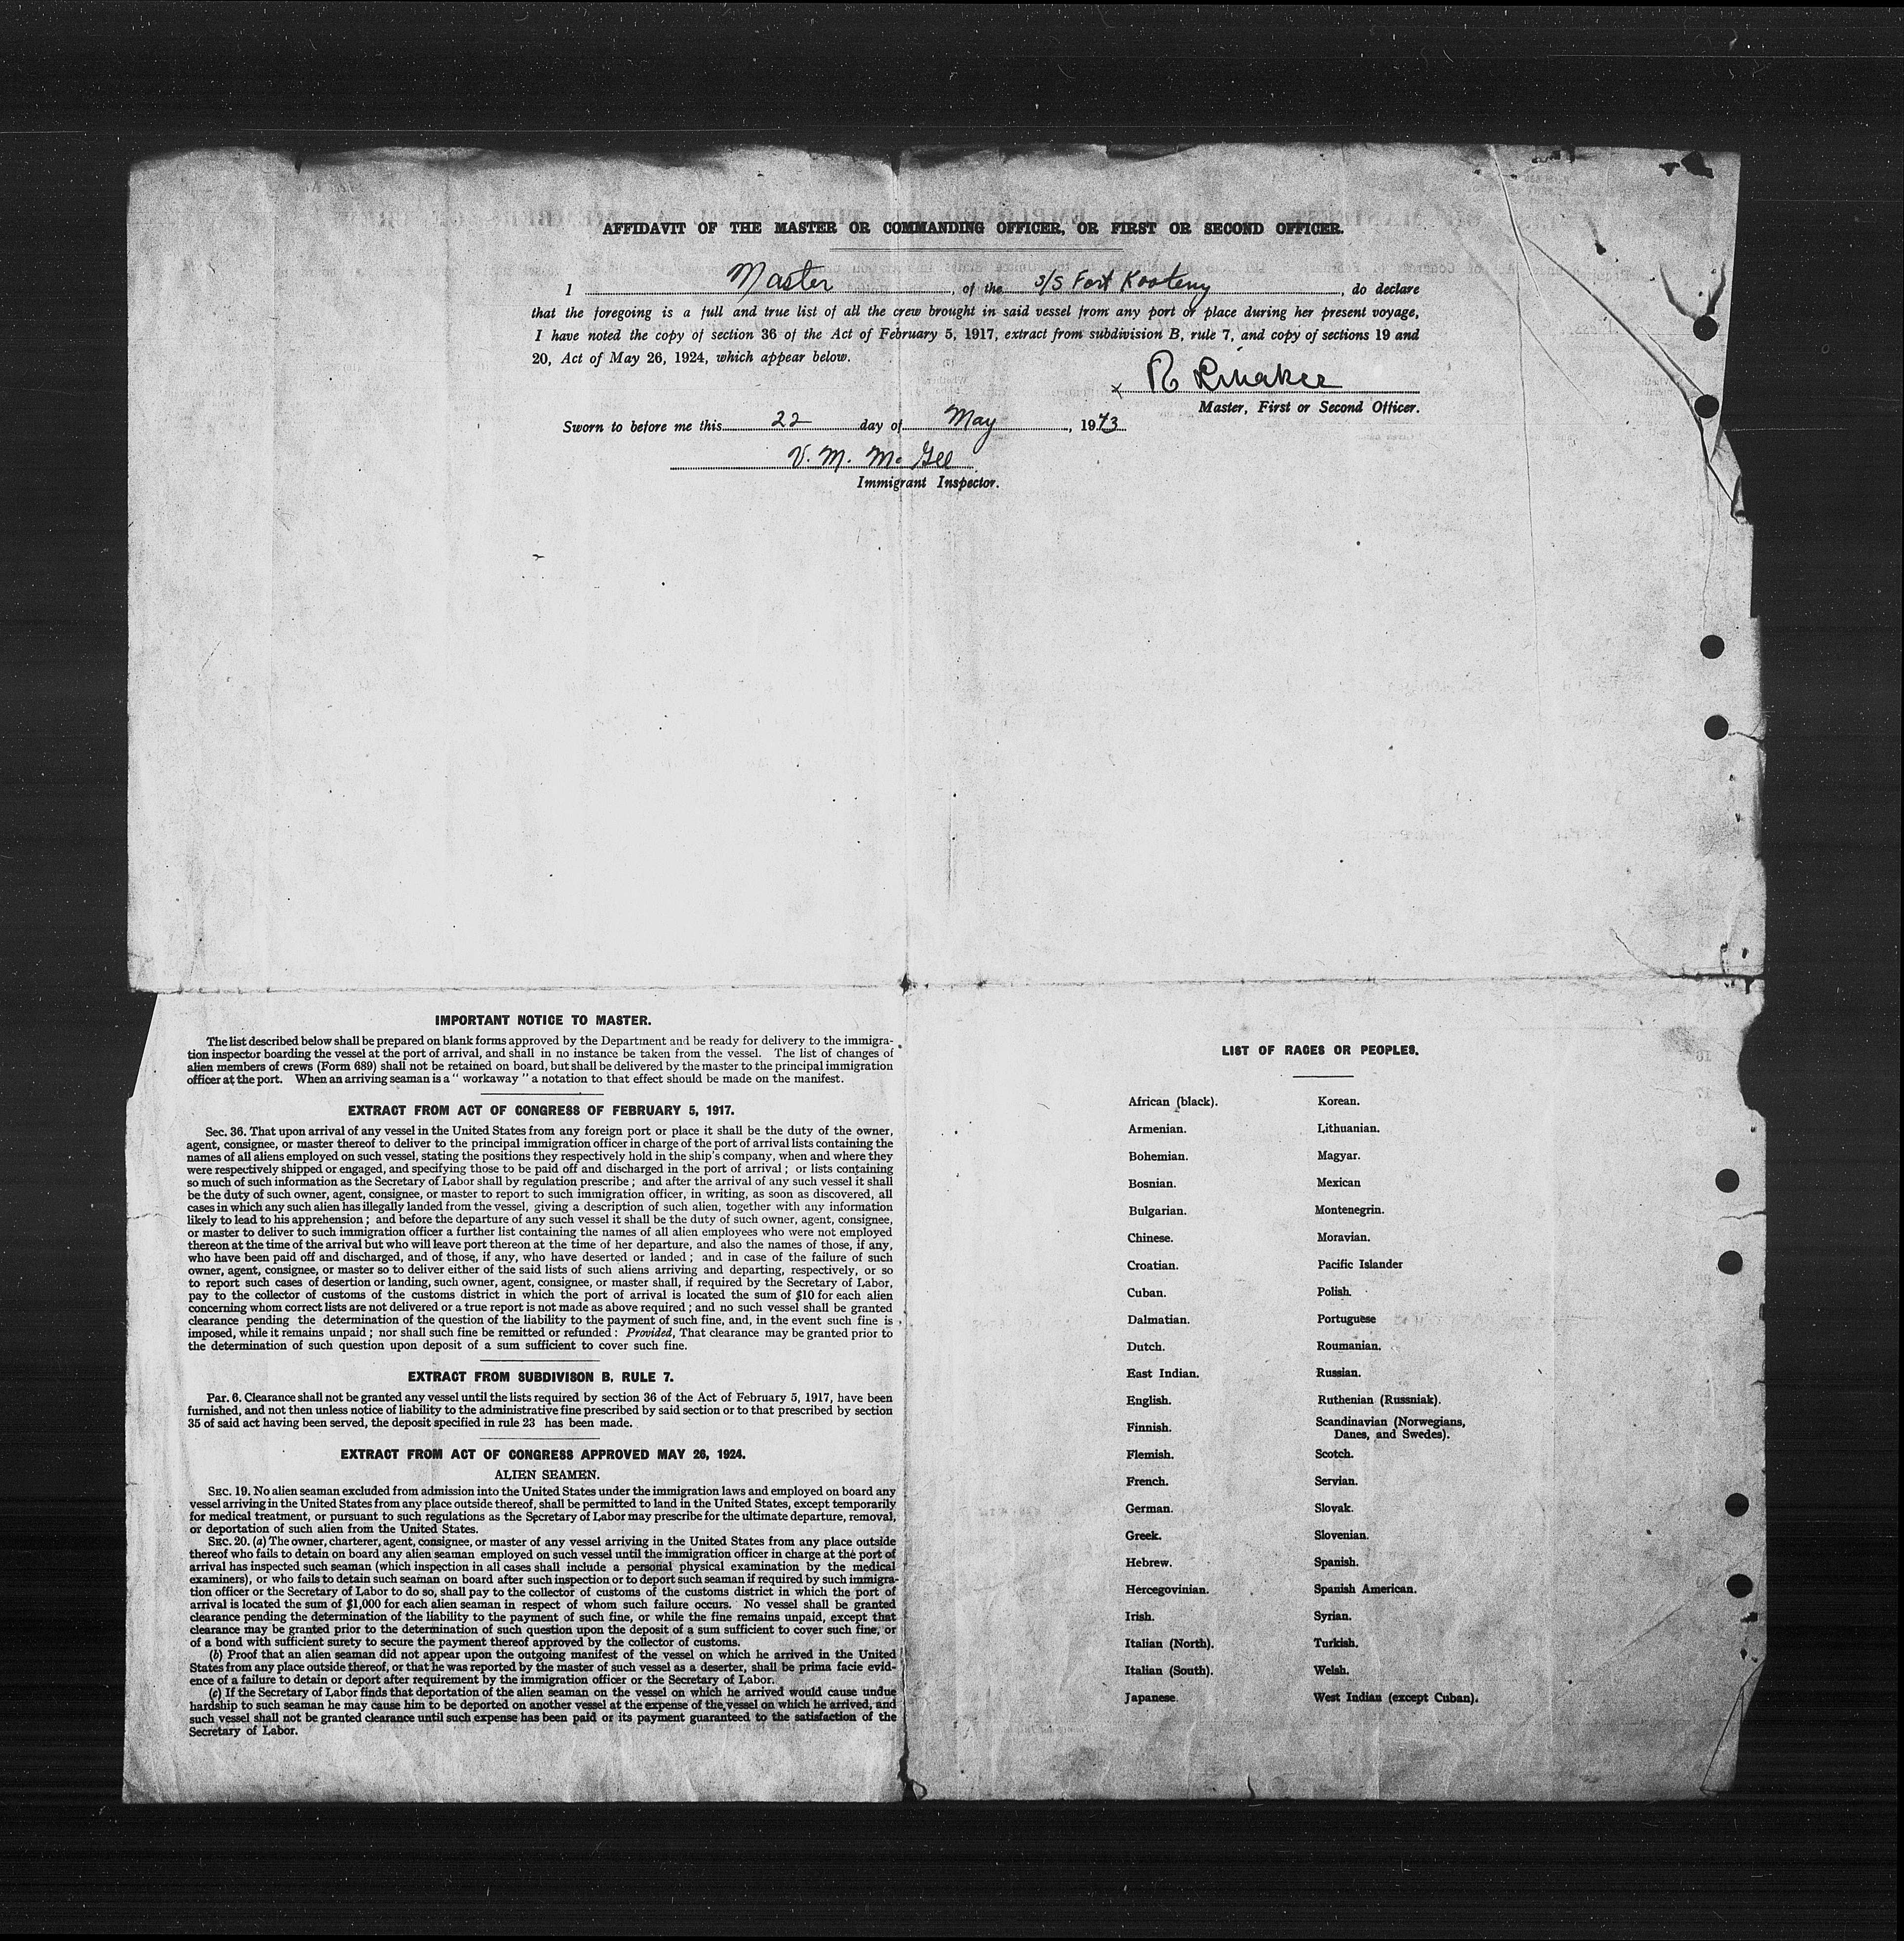 AFFIDAVIT OF THE MASTER OR COMMANDING OFFICER, OR FIRST OR SECOND OFFICER.
I Master, of the s/s Fort Kooteny, do declare
that the foregoing is a full and true list of all the crew brought in said vessel from any port or place during her present voyage,
I have noted the copy of section 36 of the Act of February 5, 1917, extract from subdivision B, rule 7, and copy of sections 19 and
20, Act of May 26, 1924, which appear below.
x R
Master, First or Second Officer.
Sworn to before me this 22 day of May, 1943
V. M. McGee
Immigrant Inspector.
IMPORTANT NOTICE TO MASTER.
The list described below shall be prepared on blank forms approved by the Department and be ready for delivery to the immigra-
tion inspector boarding the vessel at the port of arrival, and shall in no instance be taken from the vessel. The list of changes of
alien members of crews (Form 689) shall not be retained on board, but shall be delivered by the master to the principal immigration
officer at the port. When an arriving seaman is a "workaway" a notation to that effect should be made on the manifest.
EXTRACT FROM ACT OF CONGRESS OF FEBRUARY 5, 1917.
Sec. 36. That upon arrival of any vessel in the United States from any foreign port or place it shall be the duty of the owner,
agent, consignee, or master thereof to deliver to the principal immigration officer in charge of the port of arrival lists containing the
names of all aliens employed on such vessel, stating the positions they respectively hold in the ship's company, when and where they
were respectively shipped or engaged, and specifying those to be paid off and discharged in the port of arrival; or lists containing
so much of such information as the Secretary of Labor shall by regulation prescribe; and after the arrival of any such vessel it shall
be the duty of such owner, agent, consignee, or master to report to such immigration officer, in writing, as soon as discovered, all
cases in which any such alien has illegally landed from the vessel, giving a description of such alien, together with any information
likely to lead to his apprehension; and before the departure of any such vessel it shall be the duty of such owner, agent, consignee,
or master to deliver to such immigration officer a further list containing the names of all alien employees who were not employed
thereon at the time of the arrival but who will leave port thereon at the time of her departure, and also the names of those, if any,
who have been paid off and discharged, and of those, if any, who have deserted or landed; and in case of the failure of such
owner, agent, consignee, or master so to deliver either of the said lists of such aliens arriving and departing, respectively, or so
to report such cases of desertion or landing, such owner, agent, consignee, or master shall, if required by the Secretary of Labor,
pay to the collector of customs of the customs district in which the port of arrival is located the sum of $10 for each alien
concerning whom correct lists are not delivered or a true report is not made as above required; and no such vessel shall be granted
clearance pending the determination of the question of the liability to the payment of such fine, and, in the event such fine is
imposed, while it remains unpaid; nor shall such fine be remitted or refunded: Provided, That clearance may be granted prior to
the determination of such question upon deposit of a sum sufficient to cover such fine.
EXTRACT FROM SUBDIVISON B, RULE 7.
Par. 6. Clearance shall not be granted any vessel until the lists required by section 36 of the Act of February 5, 1917, have been
furnished, and not then unless notice of liability to the administrative fine prescribed by said section or to that prescribed by section
35 of said act having been served, the deposit specified in rule 23 has been made.
EXTRACT FROM ACT OF CONGRESS APPROVED MAY 26, 1924.
ALIEN SEAMEN.
SEC. 19. No alien seaman excluded from admission into the United States under the immigration laws and employed on board any
vessel arriving in the United States from any place outside thereof, shall be permitted to land in the United States, except temporarily
for medical treatment, or pursuant to such regulations as the Secretary of Labor may prescribe for the ultimate departure, removal,
or deportation of such alien from the United States.
SEC. 20. (a) The owner, charterer, agent, consignee, or master of any vessel arriving in the United States from any place outside
thereof who fails to detain on board any alien seaman employed on such vessel until the immigration officer in charge at the port of
arrival has inspected such seaman (which inspection in all cases shall include a personal physical examination by the medical
examiners), or who fails to detain such seaman on board after such inspection or to deport such seaman if required by such immigra-
tion officer or the Secretary of Labor to do so, shall pay to the collector of customs of the customs district in which the port of
arrival is located the sum of $1,000 for each alien seaman in respect of whom such failure occurs. No vessel shall be granted
clearance pending the determination of the liability to the payment of such fine, or while the fine remains unpaid, except that
clearance may be granted prior to the determination of such question upon the deposit of a sum sufficient to cover such fine, or
of a bond with sufficient surety to secure the payment thereof approved by the collector of customs.
(b) Proof that an alien seaman did not appear upon the outgoing manifest of the vessel on which he arrived in the United
States from any place outside thereof, or that he was reported by the master of such vessel as a deserter, shall be prima facie evid-
ence of a failure to detain or deport after requirement by the immigration officer or the Secretary of Labor.
(c) If the Secretary of Labor finds that deportation of the alien seaman on the vessel on which he arrived would cause undue
hardship to such seaman he may cause him to be deported on another vessel at the expense of the vessel on which he arrived, and
such vessel shall not be granted clearance until such expense has been paid or its payment guaranteed to the satisfaction of the
Secretary of Labor.
LIST OF RACES OR PEOPLES.
African (black).
Armenian.
Bohemian.
Bosnian.
Bulgarian.
Chinese.
Croatian.
Cuban.
Dalmatian.
Dutch.
East Indian.
English.
Finnish.
Flemish.
French.
German.
Greek.
Hebrew.
Hercegovinian.
Irish.
Italian (North).
Italian (South).
Japanese
Korean.
Lithuanian.
Magyar.
Mexican
Montenegrin.
Moravian.
Pacific Islander
Polish.
Portuguese
Roumanian.
Russian.
Ruthenian (Russniak).
Scandinavian (Norwegians,
Danes, and Swedes).
Scotch.
Servian.
Slovak.
Slovenian.
Spanish.
Spanish American.
Syrian.
Turkish.
Welsh.
West Indian (except Cuban).